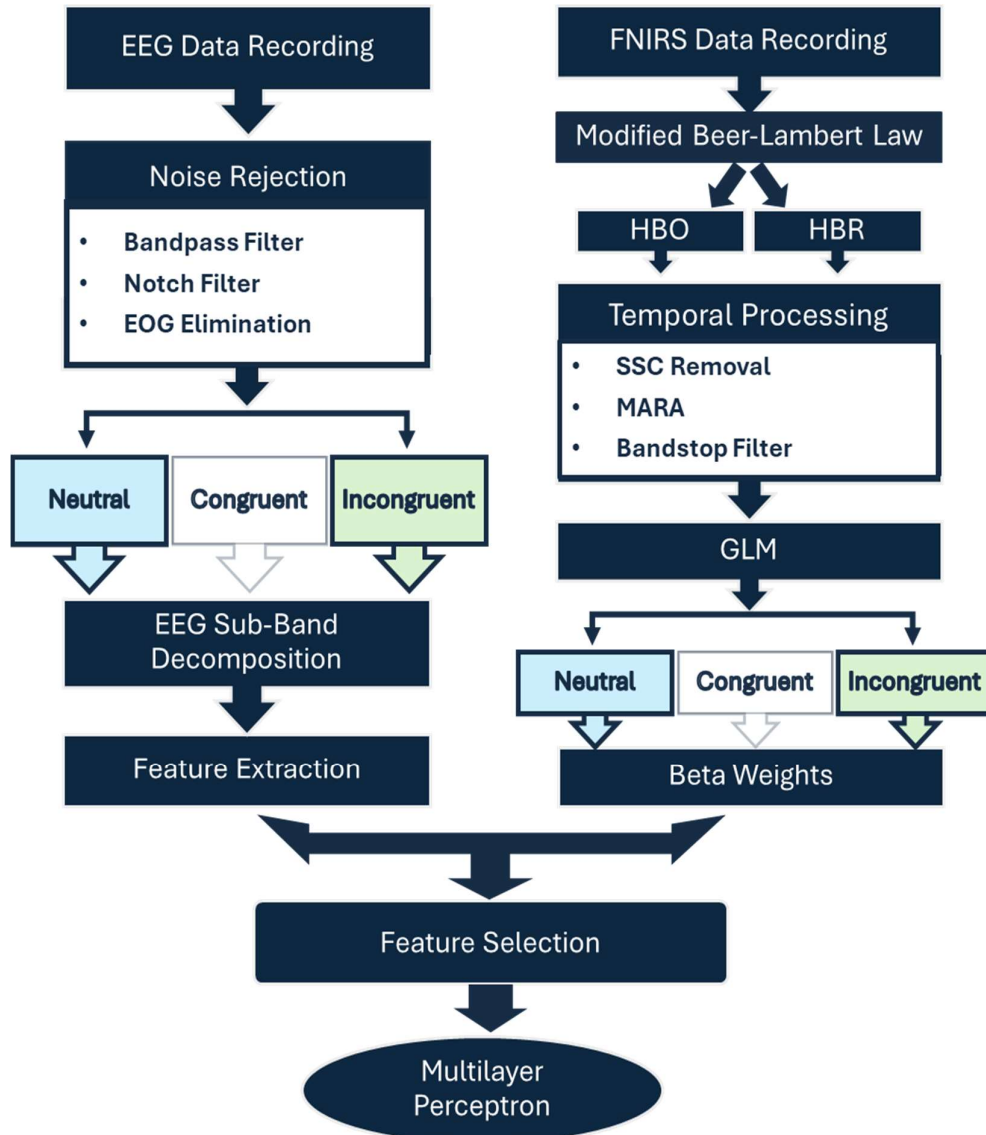 EEG Data Recording
Noise Rejection
• Bandpass Filter
• Notch Filter
• EOG Elimination
Neutral
Congruent
Incongruent
EEG Sub-Band
Decomposition
Feature Extraction
FNIRS Data Recording
Modified Beer-Lambert Law
HBO
HBR
Temporal Processing
• SSC Removal
• MARA
• Bandstop Filter
GLM
Neutral
Congruent
Incongruent
Beta Weights
Feature Selection
Multilayer
Perceptron